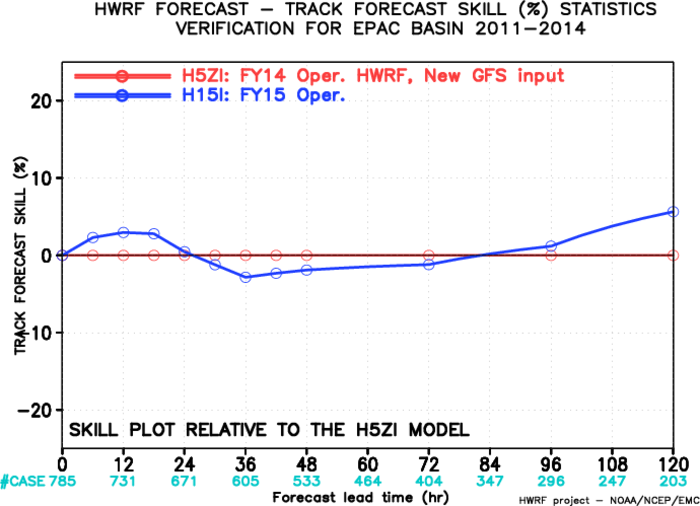 HWRF FORECAST – TRACK FORECAST SKILL (%) STATISTICS
VERIFICATION FOR EPAC BASIN 2011–2014
H5ZI: FY14 Oper. HWRF, New GFS input
H15I: FY15 Oper.
TRACK FORECAST SKILL (%)
20
10
0
–10
–20
SKILL PLOT RELATIVE TO THE H5ZI MODEL
0 12 24 36 48 60 72 84 96 108 120
#CASE 785 731 671 605 533 464 404 347 296 247 203
Forecast lead time (hr)
HWRF project – NOAA/NCEP/EMC